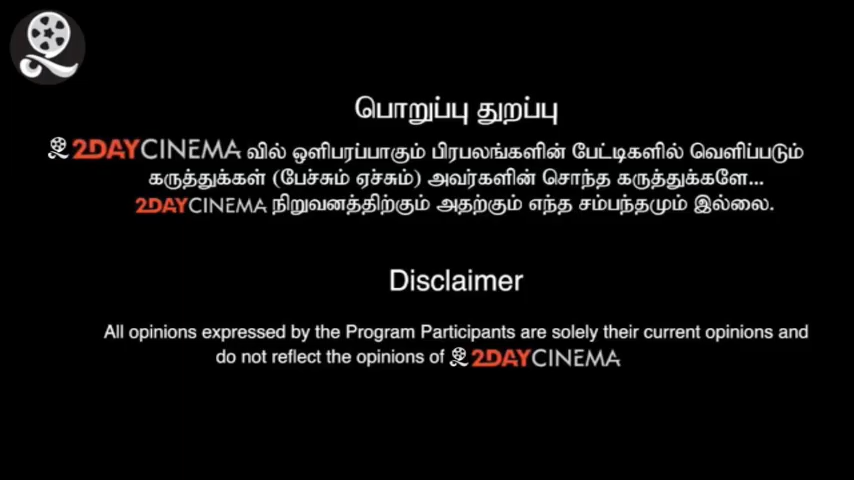 பொறுப்பு துறப்பு
2DAYCINEMA வில் ஒளிபரப்பாகும் பிரபலங்களின் பேட்டிகளில் வெளிப்படும்
கருத்துக்கள் (பேச்சும் ஏச்சும்) அவர்களின் சொந்த கருத்துக்களே...
2DAYCINEMA நிறுவனத்திற்கும் அதற்கும் எந்த சம்பந்தமும் இல்லை.
Disclaimer
All opinions expressed by the Program Participants are solely their current opinions and
do not reflect the opinions of 2DAYCINEMA